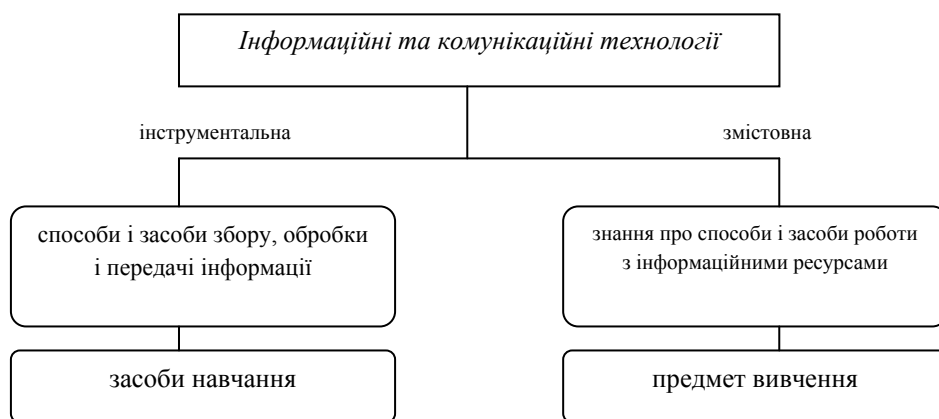 Інформаційні та комунікаційні технології
інструментальна
змістовна
способи і засоби збору, обробки
і передачі інформації
знання про способи і засоби роботи
з інформаційними ресурсами
засоби навчання
предмет вивчення